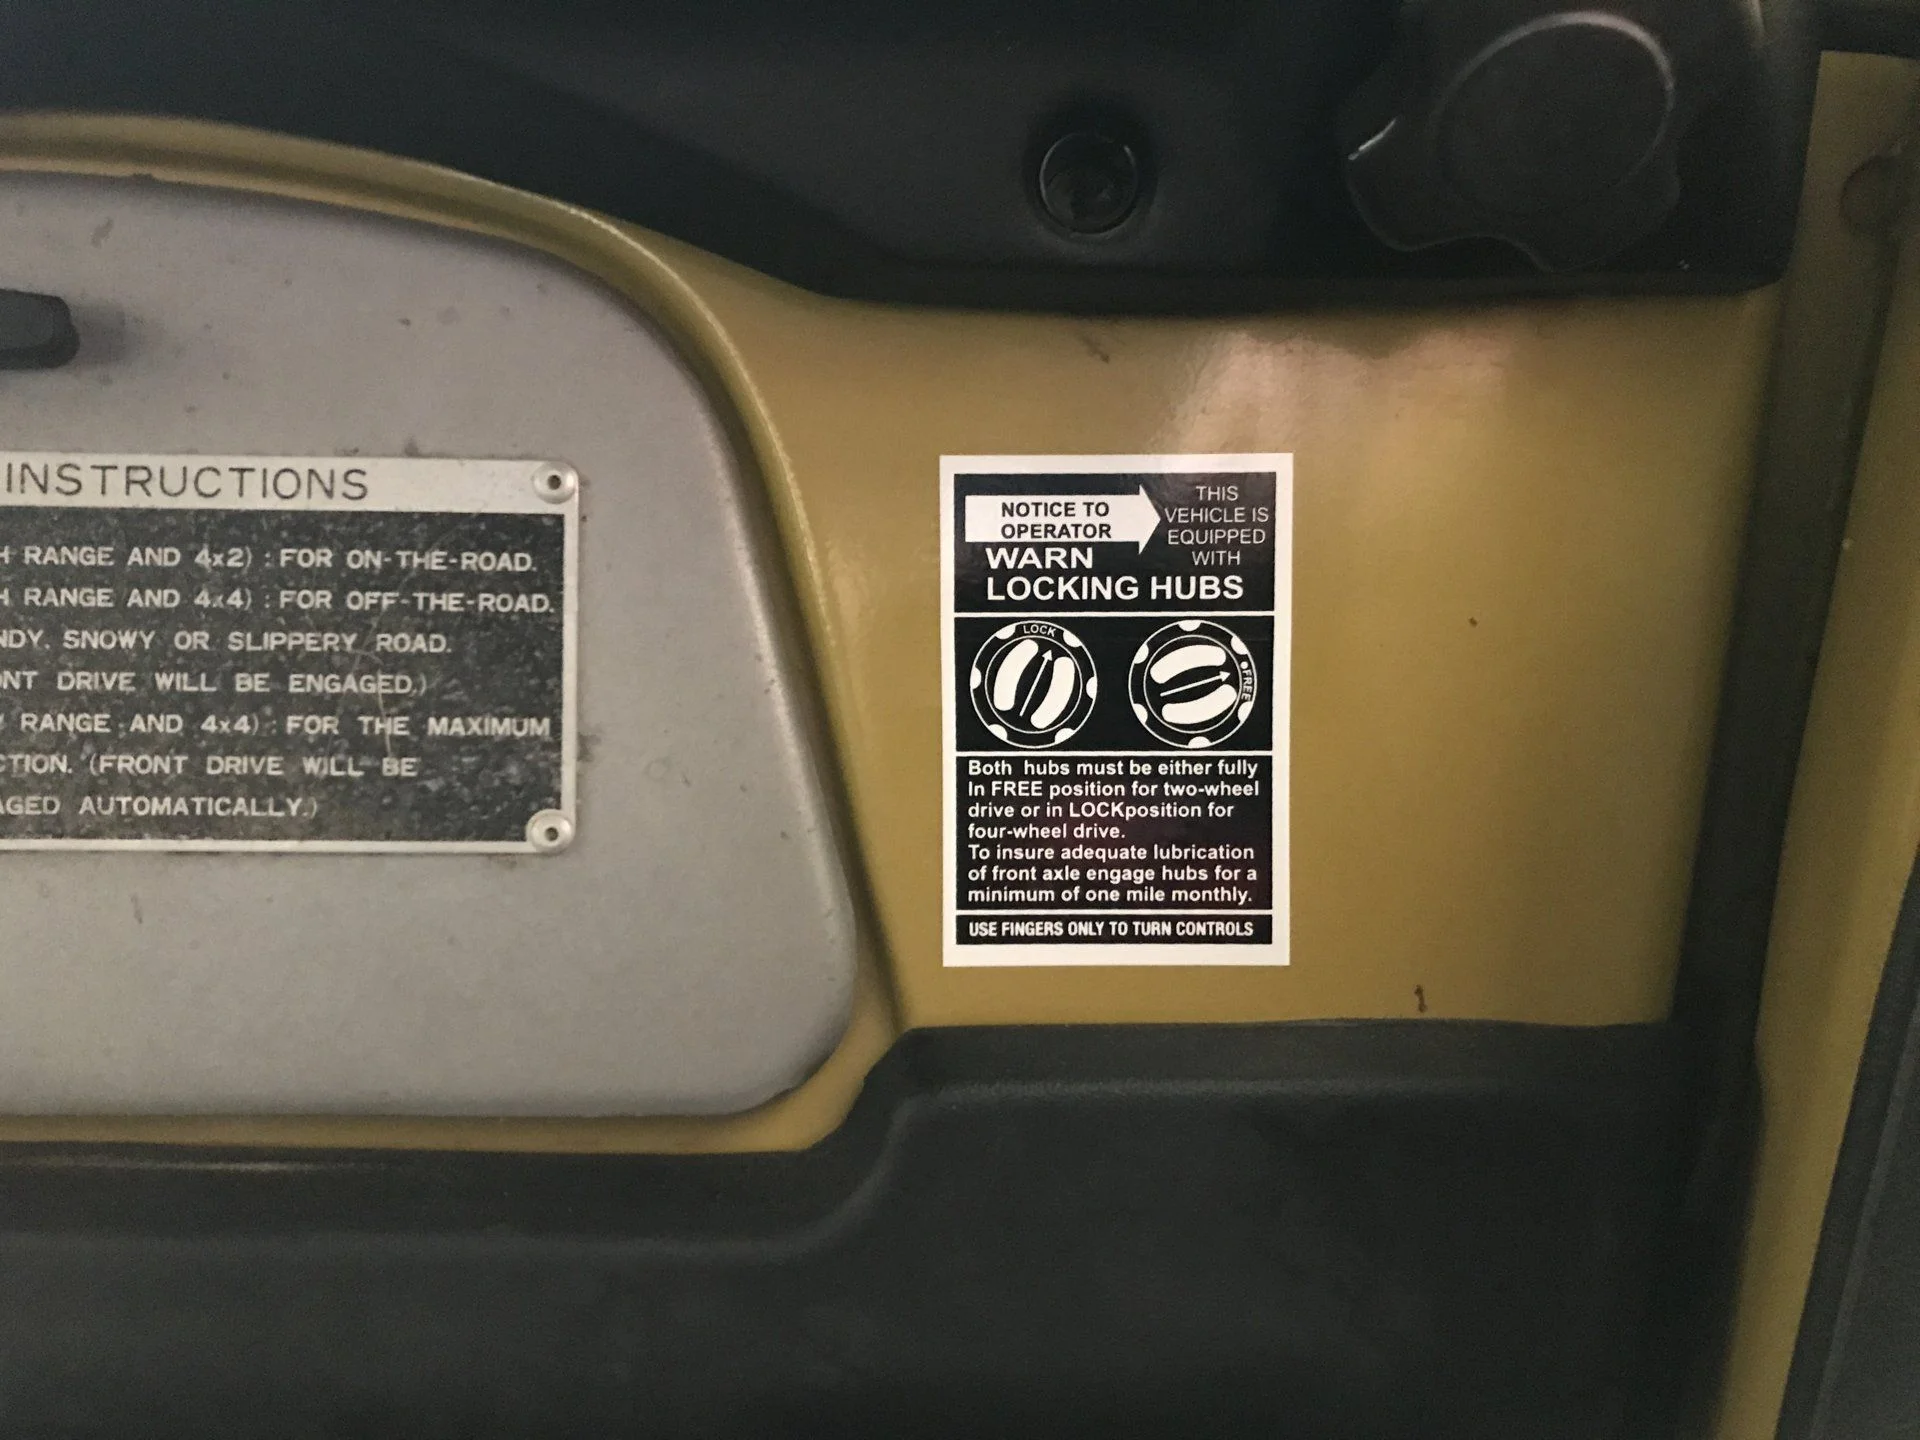 INSTRUCTIONS
RANGE AND 4x2) : FOR ON-THE-ROAD.
RANGE AND 4x4) : FOR OFF-THE-ROAD.
SNOWY OR SLIPPERY ROAD.
DRIVE WILL BE ENGAGED.)
RANGE AND 4x4) : FOR THE MAXIMUM
(FRONT DRIVE WILL BE
AUTOMATICALLY.)
NOTICE TO
OPERATOR
THIS
VEHICLE IS
EQUIPPED
WITH
WARN
LOCKING HUBS
LOCK
FREE
Both hubs must be either fully
In FREE position for two-wheel
drive or in LOCKposition for
four-wheel drive.
To insure adequate lubrication
of front axle engage hubs for a
minimum of one mile monthly.
USE FINGERS ONLY TO TURN CONTROLS